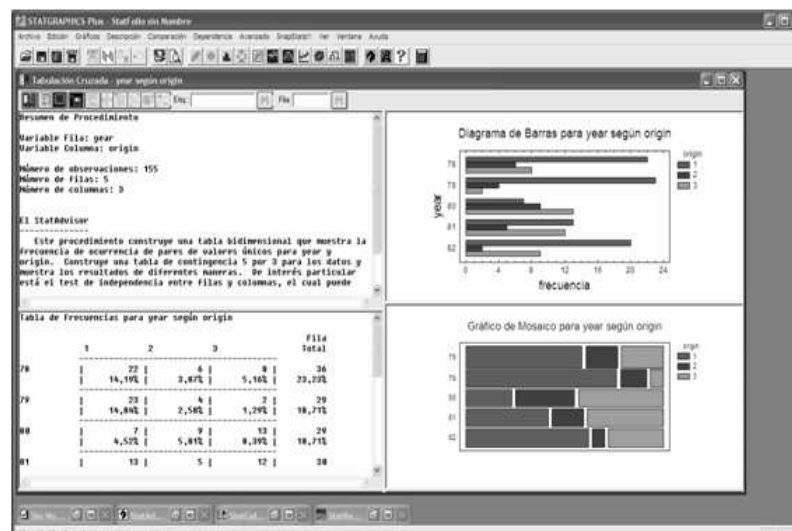 STATGRAPHICS Plus - StatFolio sin Nombre
Archivo Edición Gráficos Descripción Comparación Dependencia Avanzado SnapStats!! Ver Ventana Ayuda
Tabulación Cruzada - year según origin
Etiq: Fila:
Resumen de Procedimiento
Variable Fila: year
Variable Columna: origin
Número de observaciones: 155
Número de filas: 5
Número de columnas: 3
El StatAdvisor
--------------
Este procedimiento construye una tabla bidimensional que muestra la
frecuencia de ocurrencia de pares de valores únicos para year y
origin. Construye una tabla de contingencia 5 por 3 para los datos y
muestra los resultados de diferentes maneras. De interés particular
está el test de independencia entre filas y columnas, el cual puede
Diagrama de Barras para year según origin
origin
1
2
3
year
78
79
80
81
82
0 4 8 12 16 20 24
frecuencia
Tabla de Frecuencias para year según origin
Fila
1 2 3 Total
78 | 22 | 6 | 8 | 36
| 14,19% | 3,87% | 5,16% | 23,23%
79 | 23 | 4 | 2 | 29
| 14,84% | 2,58% | 1,29% | 18,71%
80 | 7 | 9 | 13 | 29
| 4,52% | 5,81% | 8,39% | 18,71%
81 | 13 | 5 | 12 | 30
Gráfico de Mosaico para year según origin
origin
1
2
3
78
79
80
81
82